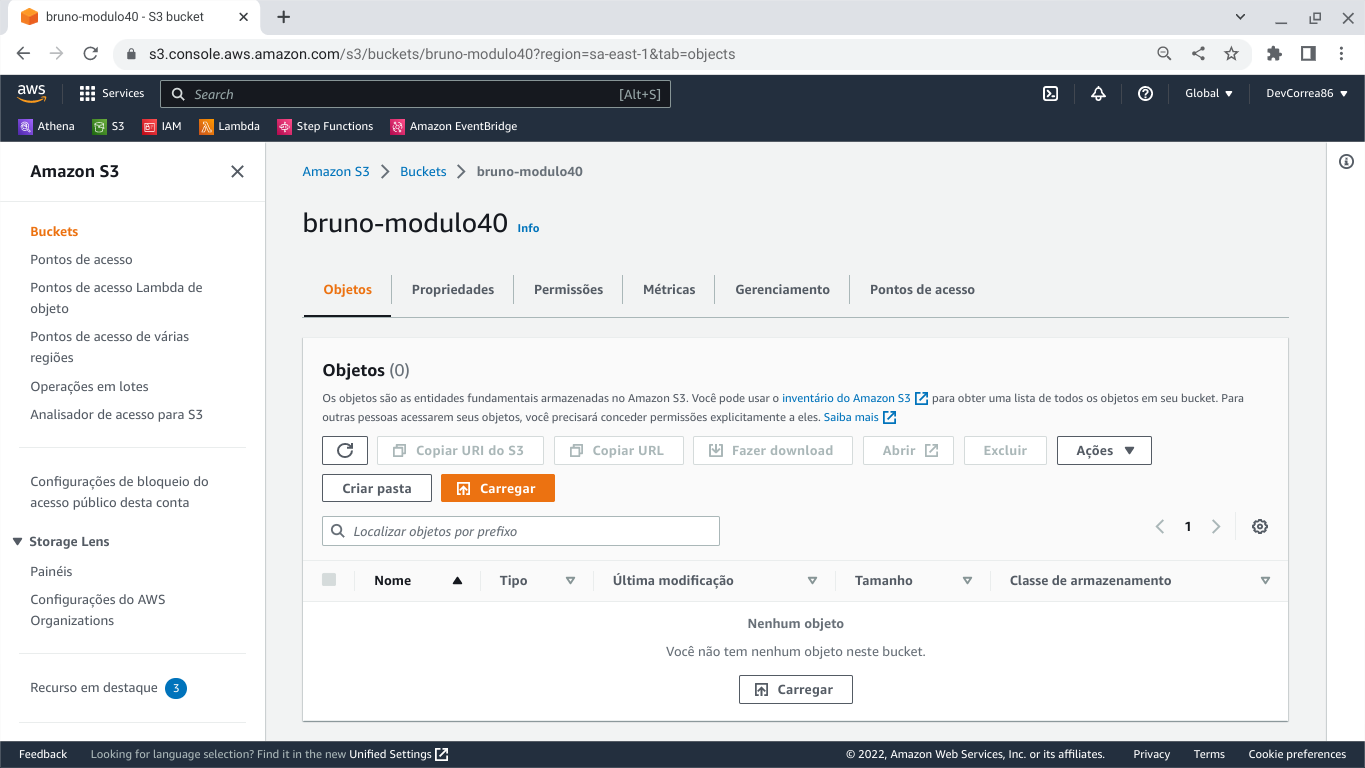 bruno-modulo40 - S3 bucket
s3.console.aws.amazon.com/s3/buckets/bruno-modulo40?region=sa-east-1&tab=objects
aws
Services
Search
[Alt+S]
Global
DevCorrea86
Athena
S3
IAM
Lambda
Step Functions
Amazon EventBridge
Amazon S3
Buckets
Pontos de acesso
Pontos de acesso Lambda de
objeto
Pontos de acesso de várias
regiões
Operações em lotes
Analisador de acesso para S3
Configurações de bloqueio do
acesso público desta conta
Storage Lens
Painéis
Configurações do AWS
Organizations
Recurso em destaque 3
Amazon S3 > Buckets > bruno-modulo40
bruno-modulo40 Info
Objetos
Propriedades
Permissões
Métricas
Gerenciamento
Pontos de acesso
Objetos (0)
Os objetos são as entidades fundamentais armazenadas no Amazon S3. Você pode usar o inventário do Amazon S3 para obter uma lista de todos os objetos em seu bucket. Para
outras pessoas acessarem seus objetos, você precisará conceder permissões explicitamente a eles. Saiba mais
Copiar URI do S3
Copiar URL
Fazer download
Abrir
Excluir
Ações
Criar pasta
Carregar
Localizar objetos por prefixo
1
Nome
Tipo
Última modificação
Tamanho
Classe de armazenamento
Nenhum objeto
Você não tem nenhum objeto neste bucket.
Carregar
Feedback
Looking for language selection? Find it in the new Unified Settings
© 2022, Amazon Web Services, Inc. or its affiliates.
Privacy
Terms
Cookie preferences